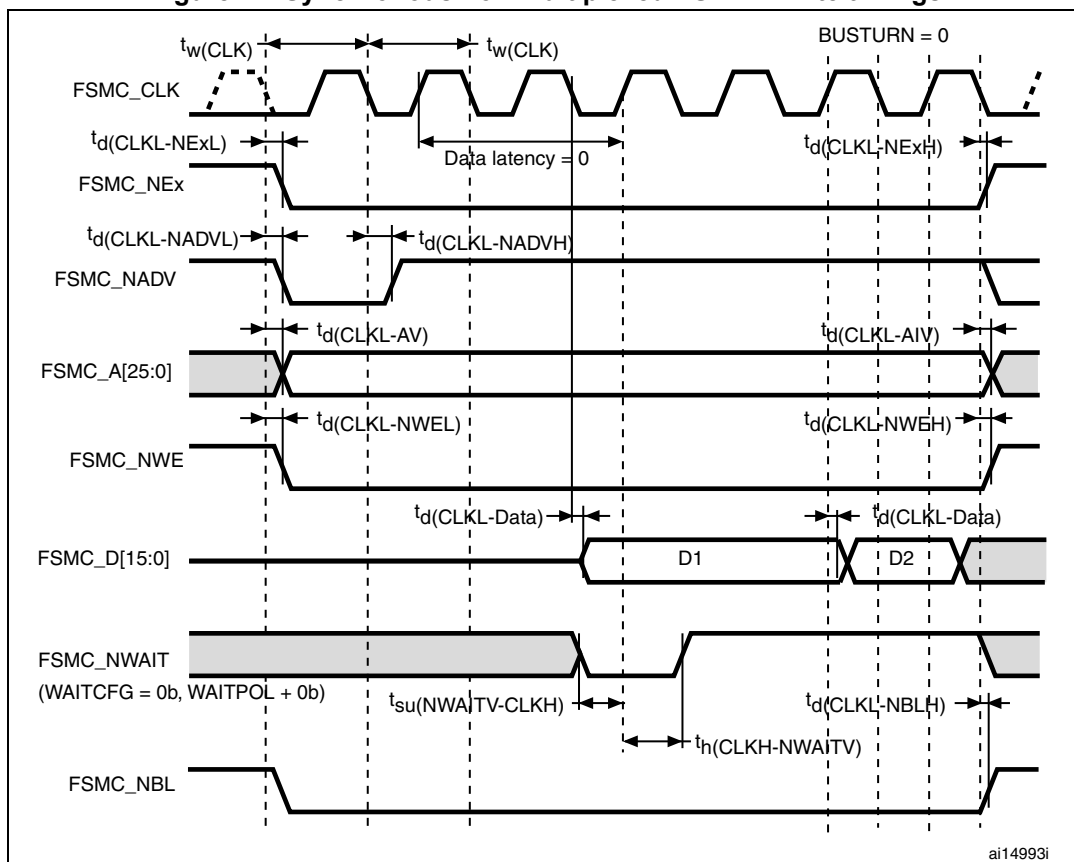 tw(CLK) tw(CLK) BUSTURN = 0
FSMC_CLK
td(CLKL-NExL) Data latency = 0 td(CLKL-NExH)
FSMC_NEx
td(CLKL-NADVL) td(CLKL-NADVH)
FSMC_NADV
td(CLKL-AV) td(CLKL-AIV)
FSMC_A[25:0]
td(CLKL-NWEL) td(CLKL-NWEH)
FSMC_NWE
td(CLKL-Data) td(CLKL-Data)
FSMC_D[15:0] D1 D2
FSMC_NWAIT
(WAITCFG = 0b, WAITPOL + 0b) tsu(NWAITV-CLKH) td(CLKL-NBLH)
th(CLKH-NWAITV)
FSMC_NBL
ai14993i